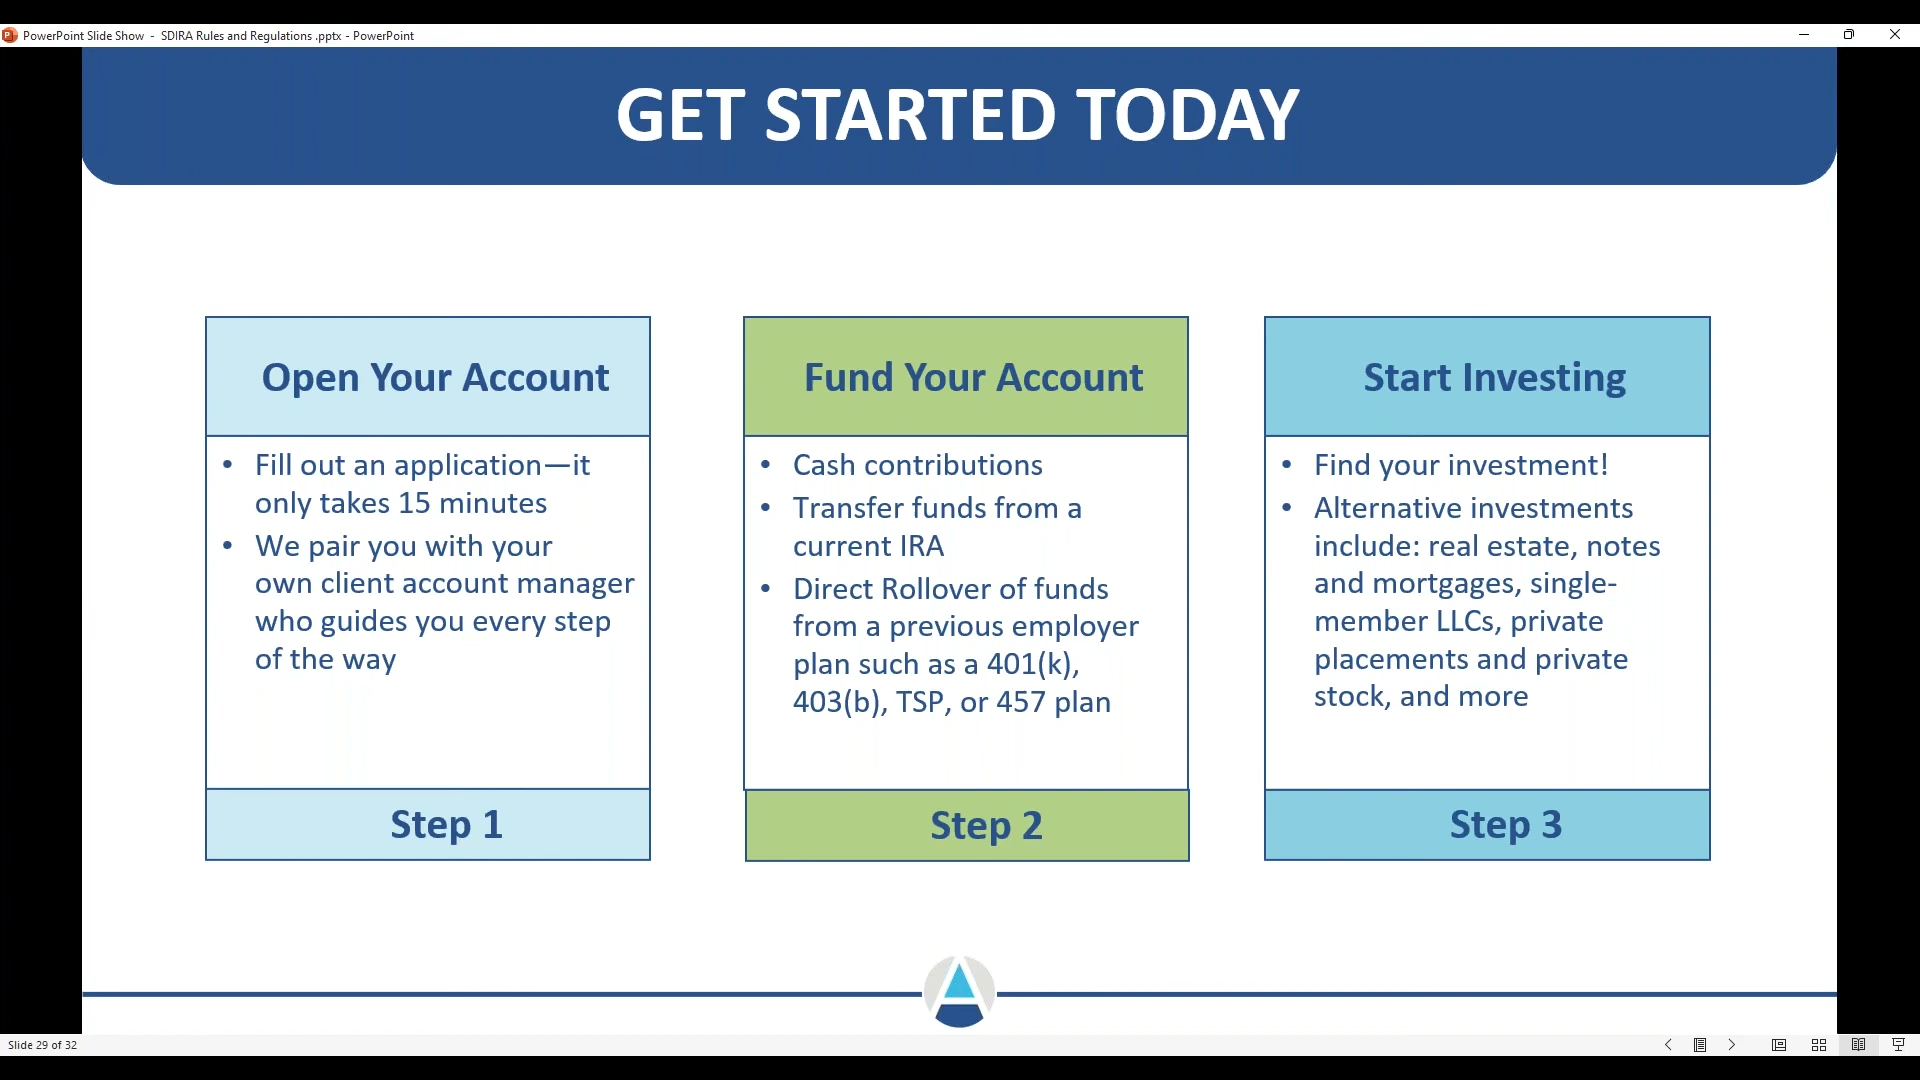 PowerPoint Slide Show - SDIRA Rules and Regulations .pptx - PowerPoint
GET STARTED TODAY
Open Your Account
• Fill out an application—it
only takes 15 minutes
• We pair you with your
own client account manager
who guides you every step
of the way
Step 1
Fund Your Account
• Cash contributions
• Transfer funds from a
current IRA
• Direct Rollover of funds
from a previous employer
plan such as a 401(k),
403(b), TSP, or 457 plan
Step 2
Start Investing
• Find your investment!
• Alternative investments
include: real estate, notes
and mortgages, single-
member LLCs, private
placements and private
stock, and more
Step 3
Slide 29 of 32